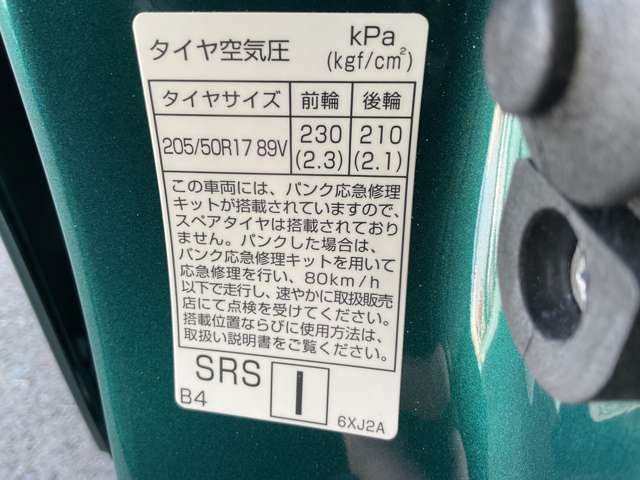 タイヤ空気圧 kPa
(kgf/cm²)
タイヤサイズ 前輪 後輪
205/50R17 89V 230 210
(2.3) (2.1)
この車両には、パンク応急修理
キットが搭載されていますので、
スペアタイヤは搭載されており
ません。パンクした場合は、
パンク応急修理キットを用いて
応急修理を行い、80km/h
以下で走行し、速やかに取扱販売
店にて点検を受けてください。
搭載位置ならびに使用方法は、
取扱い説明書をご覧ください。
SRS I
B4 6XJ2A